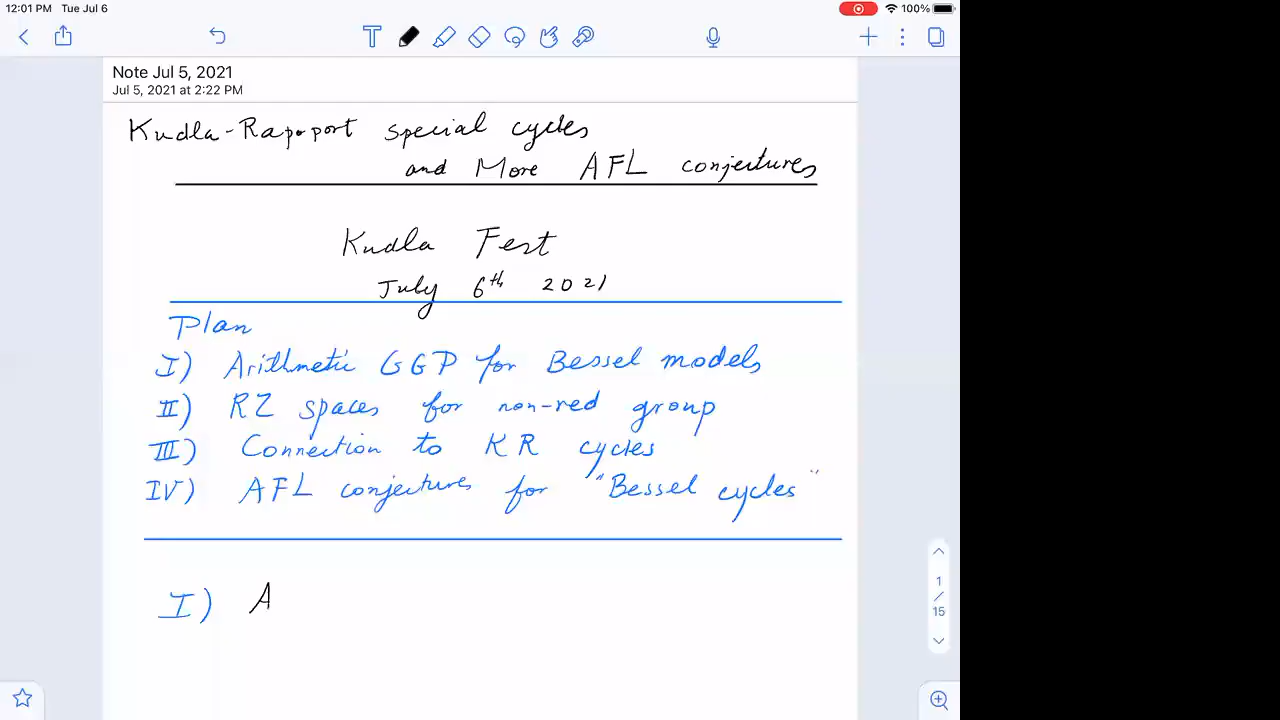 12:01 PM Tue Jul 6
100%
Note Jul 5, 2021
Jul 5, 2021 at 2:22 PM
Kudla-Rapoport special cycles
and More AFL conjectures
Kudla Fest
July 6th 2021
Plan
I) Arithmetic GGP for Bessel models
II) RZ spaces for non-red group
III) Connection to KR cycles
IV) AFL conjectures for "Bessel cycles"
I) A
1
/
15